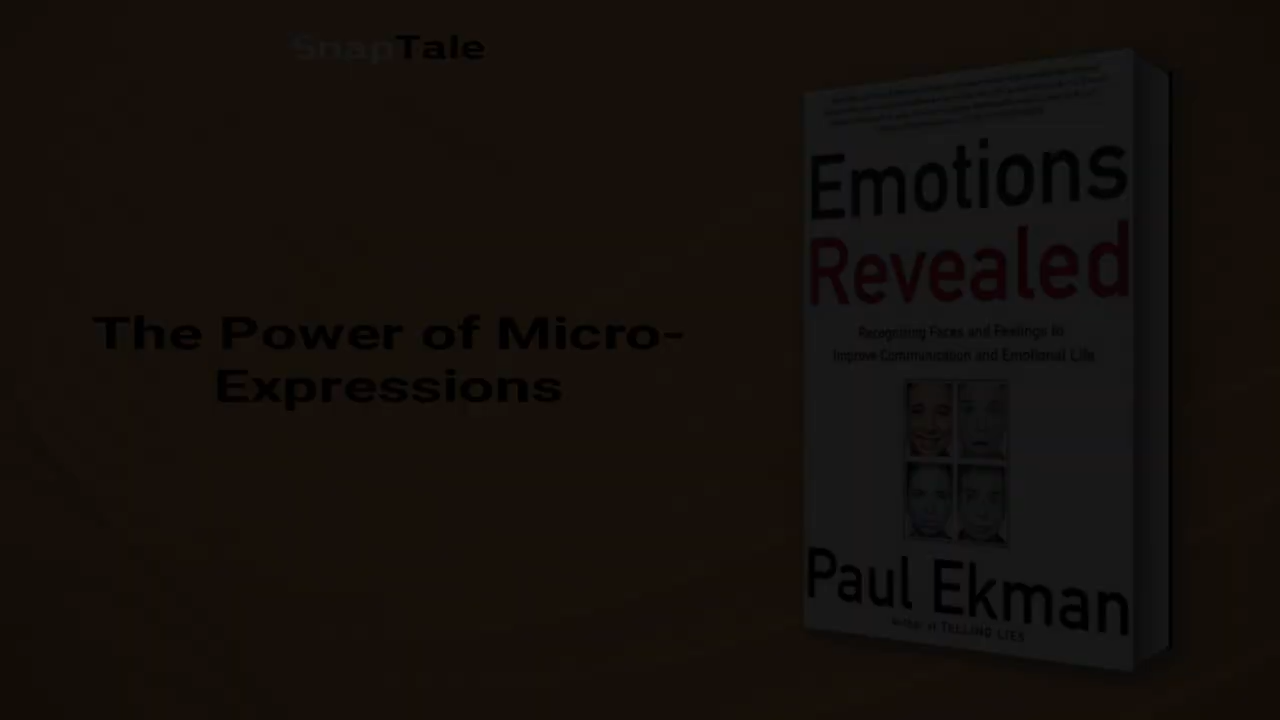 SnapTale
The Power of Micro-
Expressions
Emotions
Revealed
Recognizing Faces and Feelings to
Improve Communication and Emotional Life
Paul Ekman
Author of TELLING LIES